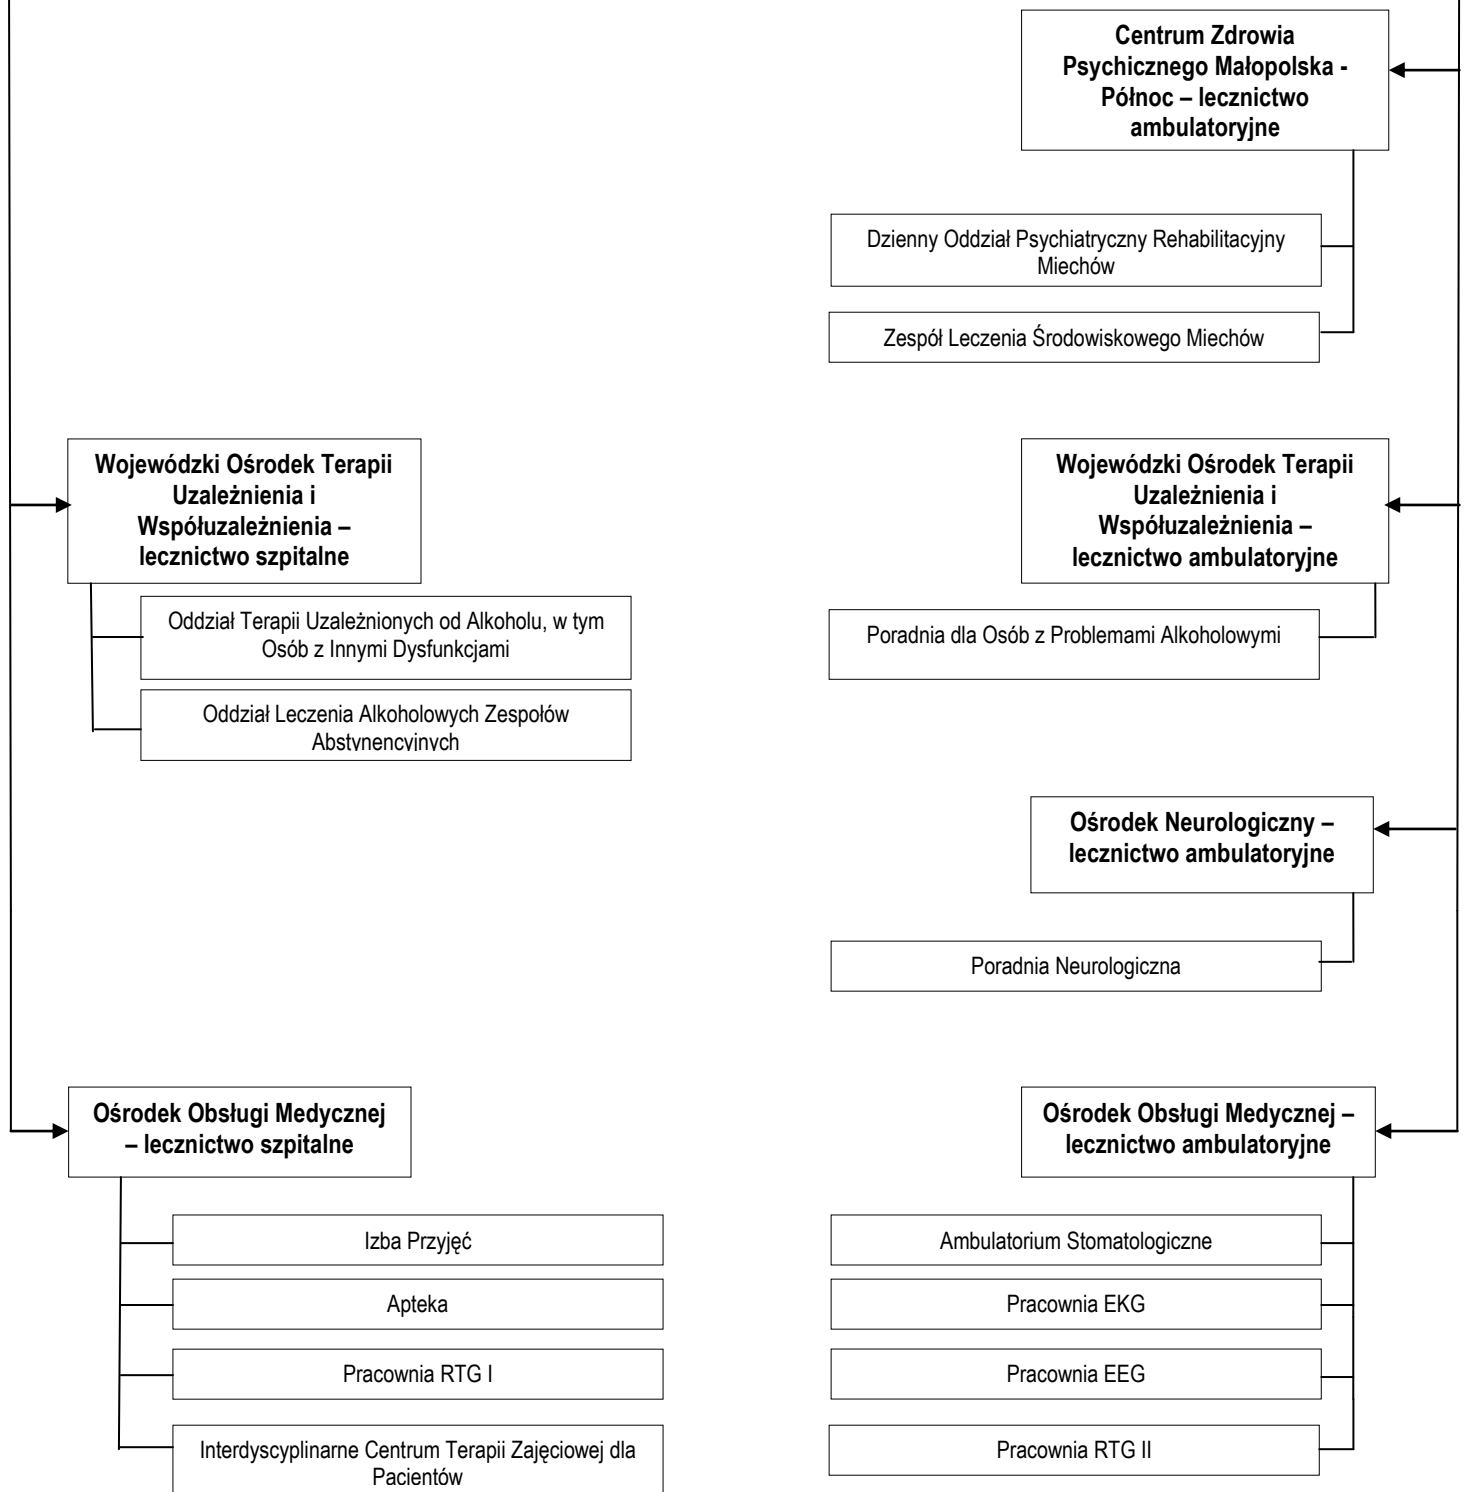 Centrum Zdrowia
Psychicznego Małopolska -
Północ – lecznictwo
ambulatoryjne
Dzienny Oddział Psychiatryczny Rehabilitacyjny
Miechów
Zespół Leczenia Środowiskowego Miechów
Wojewódzki Ośrodek Terapii
Uzależnienia i
Współuzależnienia –
lecznictwo szpitalne
Oddział Terapii Uzależnionych od Alkoholu, w tym
Osób z Innymi Dysfunkcjami
Oddział Leczenia Alkoholowych Zespołów
Abstynencyjnych
Wojewódzki Ośrodek Terapii
Uzależnienia i
Współuzależnienia –
lecznictwo ambulatoryjne
Poradnia dla Osób z Problemami Alkoholowymi
Ośrodek Neurologiczny –
lecznictwo ambulatoryjne
Poradnia Neurologiczna
Ośrodek Obsługi Medycznej
– lecznictwo szpitalne
Izba Przyjęć
Apteka
Pracownia RTG I
Interdyscyplinarne Centrum Terapii Zajęciowej dla
Pacjentów
Ośrodek Obsługi Medycznej –
lecznictwo ambulatoryjne
Ambulatorium Stomatologiczne
Pracownia EKG
Pracownia EEG
Pracownia RTG II